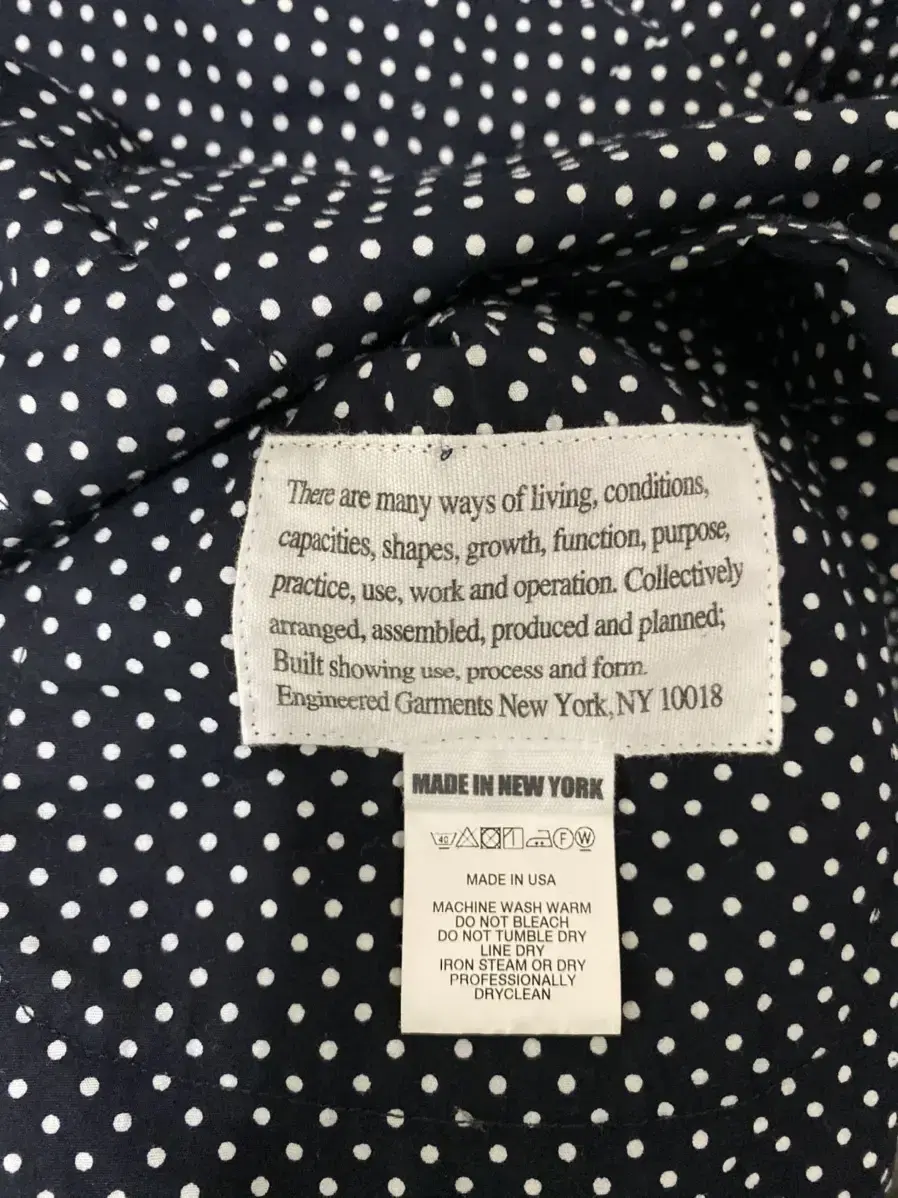 There are many ways of living, conditions,
capacities, shapes, growth, function, purpose,
practice, use, work and operation. Collectively
arranged, assembled, produced and planned;
Built showing use, process and form.
Engineered Garments New York, NY 10018
MADE IN NEW YORK
40 F W
MADE IN USA
MACHINE WASH WARM
DO NOT BLEACH
DO NOT TUMBLE DRY
LINE DRY
IRON STEAM OR DRY
PROFESSIONALLY
DRYCLEAN